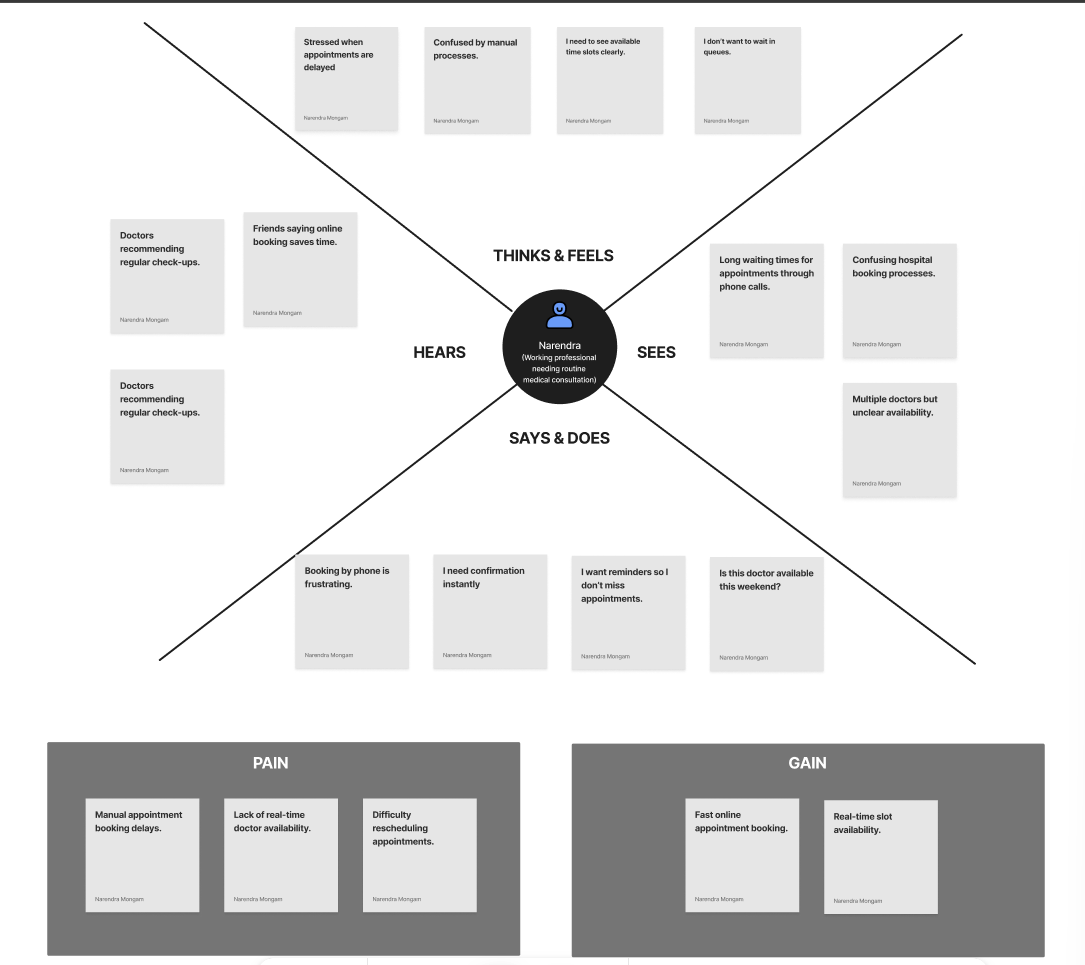 Stressed when
appointments are
delayed
Narendra Mongam
Confused by manual
processes.
Narendra Mongam
I need to see available
time slots clearly.
Narendra Mongam
I don't want to wait in
queues.
Narendra Mongam
Doctors
recommending
regular check-ups.
Narendra Mongam
Friends saying online
booking saves time.
Narendra Mongam
Doctors
recommending
regular check-ups.
Narendra Mongam
THINKS & FEELS
HEARS
Narendra
(Working professional
needing routine
medical consultation)
SEES
SAYS & DOES
Long waiting times for
appointments through
phone calls.
Narendra Mongam
Confusing hospital
booking processes.
Narendra Mongam
Multiple doctors but
unclear availability.
Narendra Mongam
Booking by phone is
frustrating.
Narendra Mongam
I need confirmation
instantly
Narendra Mongam
I want reminders so I
don't miss
appointments.
Narendra Mongam
Is this doctor available
this weekend?
Narendra Mongam
PAIN
Manual appointment
booking delays.
Narendra Mongam
Lack of real-time
doctor availability.
Narendra Mongam
Difficulty
rescheduling
appointments.
Narendra Mongam
GAIN
Fast online
appointment booking.
Narendra Mongam
Real-time slot
availability.
Narendra Mongam